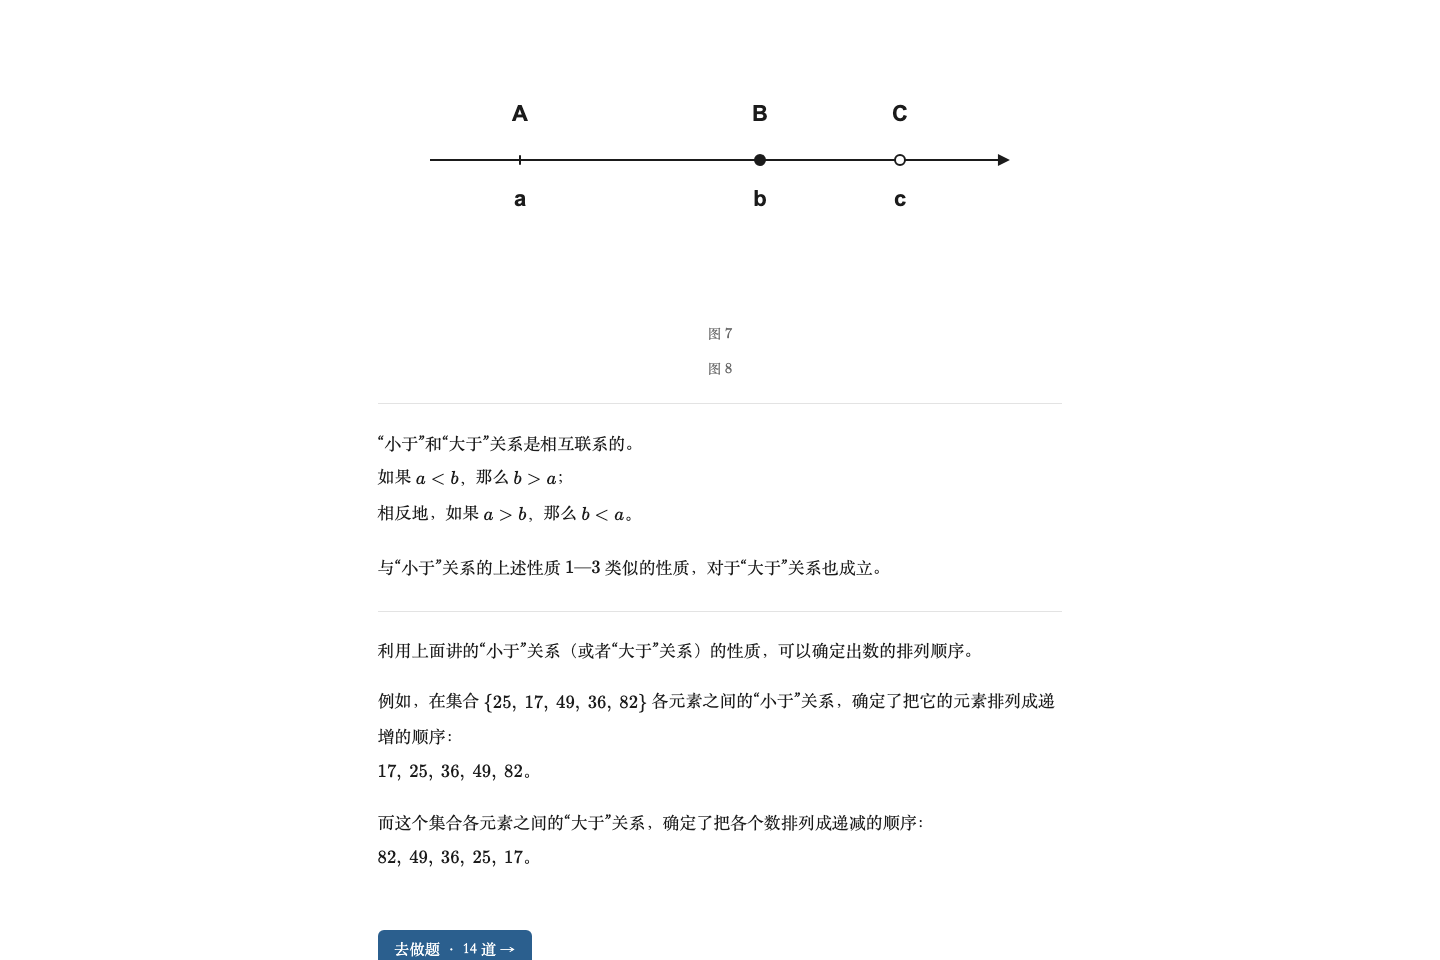 A B C
a b c
图 7
图 8
“小于”和“大于”关系是相互联系的。
如果 a < b，那么 b > a；
相反地，如果 a > b，那么 b < a。
与“小于”关系的上述性质 1—3 类似的性质，对于“大于”关系也成立。
利用上面讲的“小于”关系（或者“大于”关系）的性质，可以确定出数的排列顺序。
例如，在集合 {25, 17, 49, 36, 82} 各元素之间的“小于”关系，确定了把它的元素排列成递
增的顺序：
17, 25, 36, 49, 82。
而这个集合各元素之间的“大于”关系，确定了把各个数排列成递减的顺序：
82, 49, 36, 25, 17。
去做题 · 14 道 →